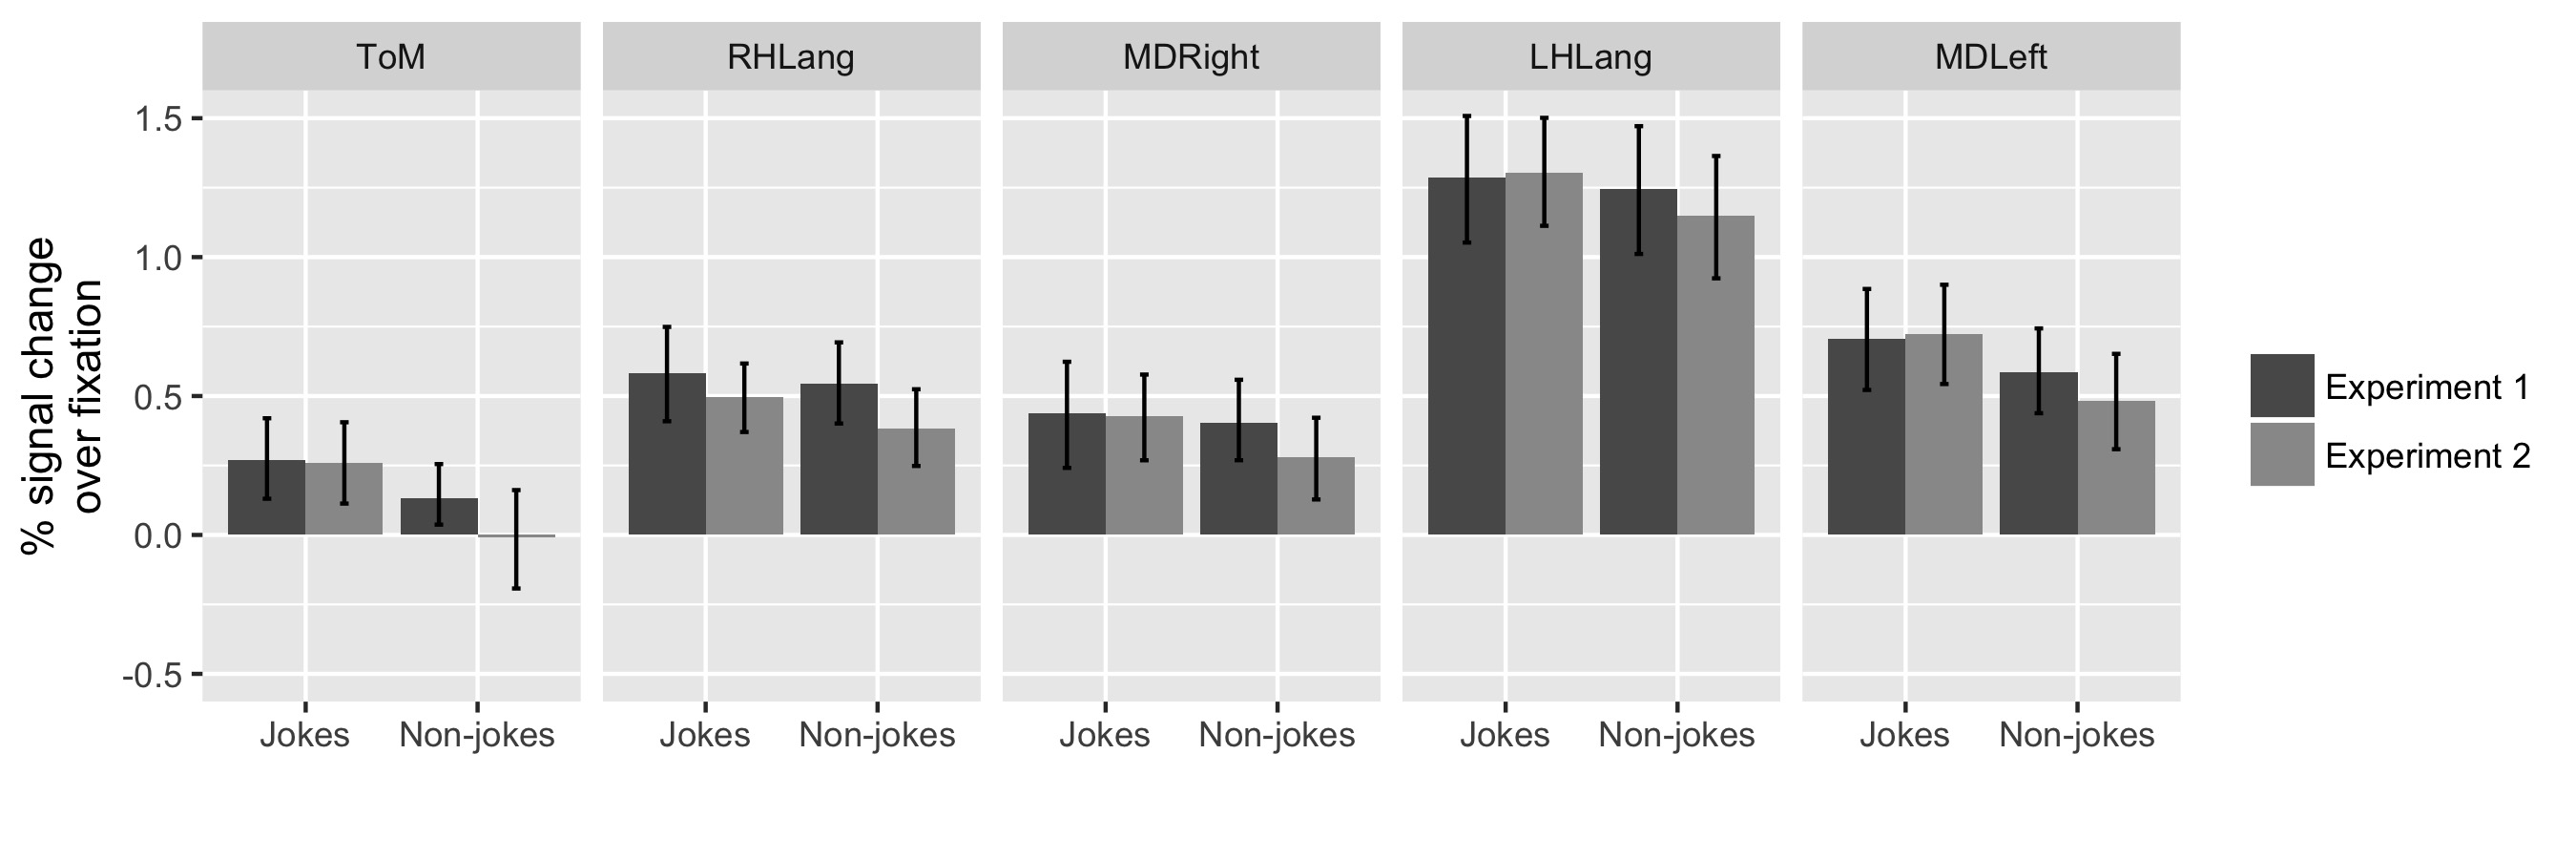 ToM
RHLang
MDRight
LHLang
MDLeft
1.5
1.0
0.5
0.0
-0.5
% signal change
over fixation
Jokes
Non-jokes
Jokes
Non-jokes
Jokes
Non-jokes
Jokes
Non-jokes
Jokes
Non-jokes
Experiment 1
Experiment 2